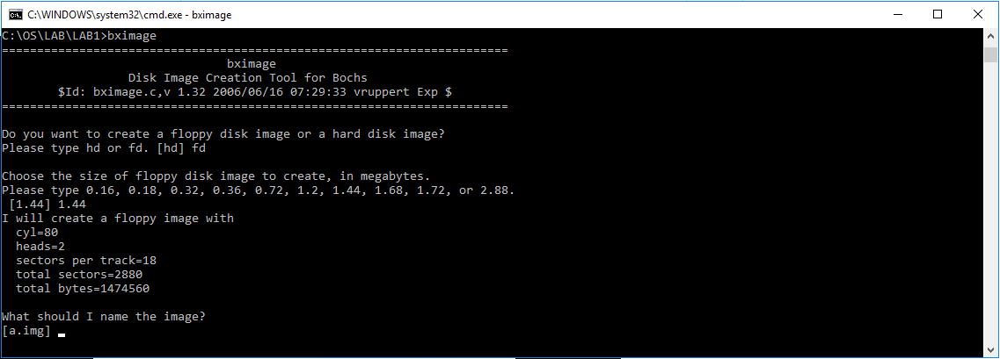 C:\WINDOWS\system32\cmd.exe - bximage
C:\OS\LAB\LAB1>bximage
========================================================================
bximage
Disk Image Creation Tool for Bochs
$Id: bximage.c,v 1.32 2006/06/16 07:29:33 vruppert Exp $
========================================================================
Do you want to create a floppy disk image or a hard disk image?
Please type hd or fd. [hd] fd
Choose the size of floppy disk image to create, in megabytes.
Please type 0.16, 0.18, 0.32, 0.36, 0.72, 1.2, 1.44, 1.68, 1.72, or 2.88.
[1.44] 1.44
I will create a floppy image with
cyl=80
heads=2
sectors per track=18
total sectors=2880
total bytes=1474560
What should I name the image?
[a.img]